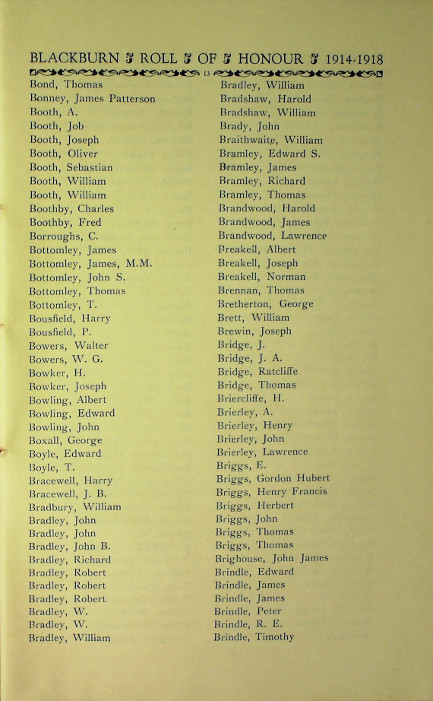 BLACKBURN ROLL OF HONOUR 1914-1918
13
Bond, Thomas
Bonney, James Patterson
Booth, A.
Booth, Job
Booth, Joseph
Booth, Oliver
Booth, Sebastian
Booth, William
Booth, William
Boothby, Charles
Boothby, Fred
Borroughs, C.
Bottomley, James
Bottomley, James, M.M.
Bottomley, John S.
Bottomley, Thomas
Bottomley, T.
Bousfield, Harry
Bousfield, P.
Bowers, Walter
Bowers, W. G.
Bowker, H.
Bowker, Joseph
Bowling, Albert
Bowling, Edward
Bowling, John
Boxall, George
Boyle, Edward
Boyle, T.
Bracewell, Harry
Bracewell, J. B.
Bradbury, William
Bradley, John
Bradley, John
Bradley, John B.
Bradley, Richard
Bradley, Robert
Bradley, Robert
Bradley, Robert
Bradley, W.
Bradley, W.
Bradley, William
Bradley, William
Bradshaw, Harold
Bradshaw, William
Brady, John
Braithwaite, William
Bramley, Edward S.
Bramley, James
Bramley, Richard
Bramley, Thomas
Brandwood, Harold
Brandwood, James
Brandwood, Lawrence
Breakell, Albert
Breakell, Joseph
Breakell, Norman
Brennan, Thomas
Bretherton, George
Brett, William
Brewin, Joseph
Bridge, J.
Bridge, J. A.
Bridge, Ratcliffe
Bridge, Thomas
Briercliffe, H.
Brierley, A.
Brierley, Henry
Brierley, John
Brierley, Lawrence
Briggs, E.
Briggs, Gordon Hubert
Briggs, Henry Francis
Briggs, Herbert
Briggs, John
Briggs, Thomas
Briggs, Thomas
Brighouse, John James
Brindle, Edward
Brindle, James
Brindle, James
Brindle, Peter
Brindle, R. E.
Brindle, Timothy